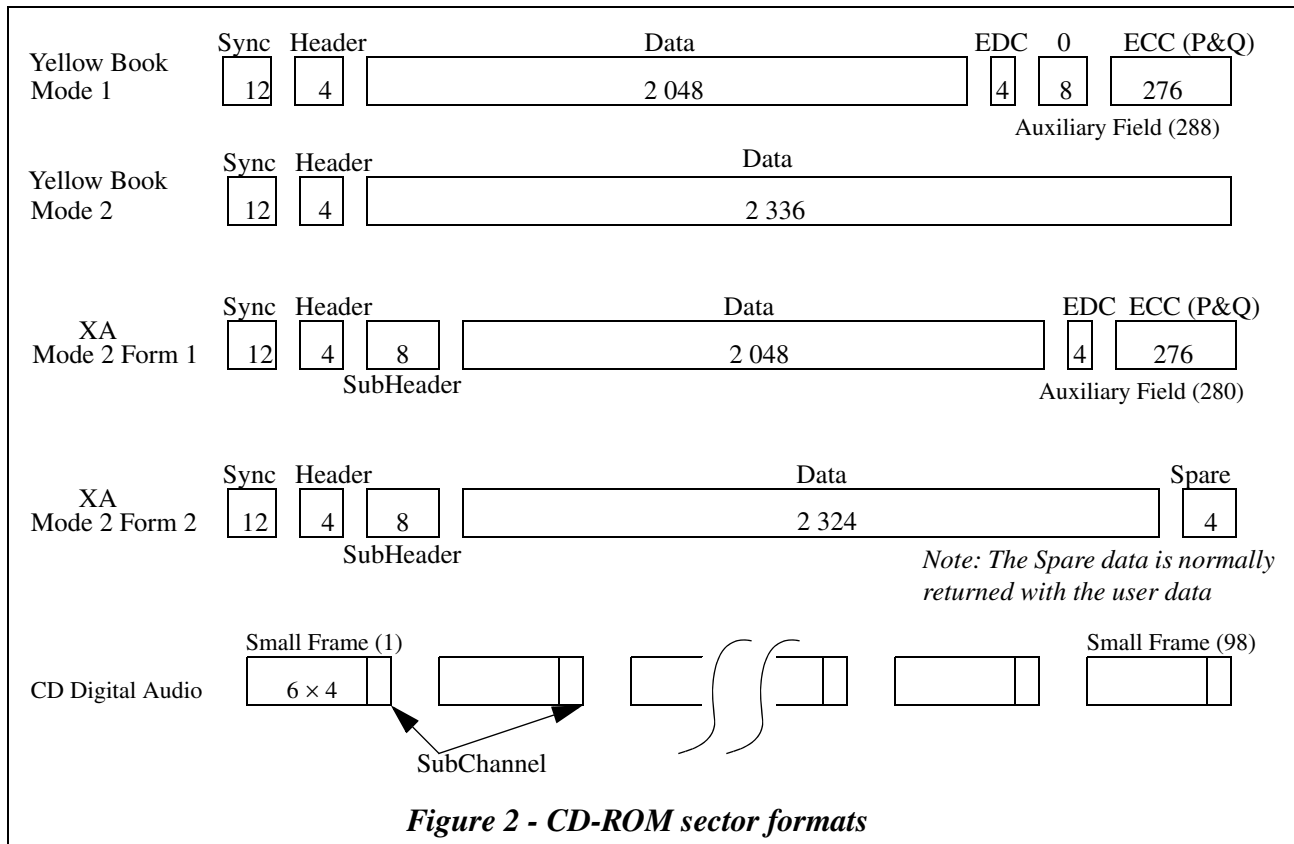 Sync Header Data EDC 0 ECC (P&Q)
Yellow Book
Mode 1
12 4 2 048 4 8 276
Auxiliary Field (288)
Sync Header Data
Yellow Book
Mode 2
12 4 2 336
Sync Header Data EDC ECC (P&Q)
XA
Mode 2 Form 1
12 4 8 2 048 4 276
SubHeader
Auxiliary Field (280)
Sync Header Data Spare
XA
Mode 2 Form 2
12 4 8 2 324 4
SubHeader
Note: The Spare data is normally
returned with the user data
Small Frame (1) Small Frame (98)
CD Digital Audio
6 × 4
SubChannel
Figure 2 - CD-ROM sector formats